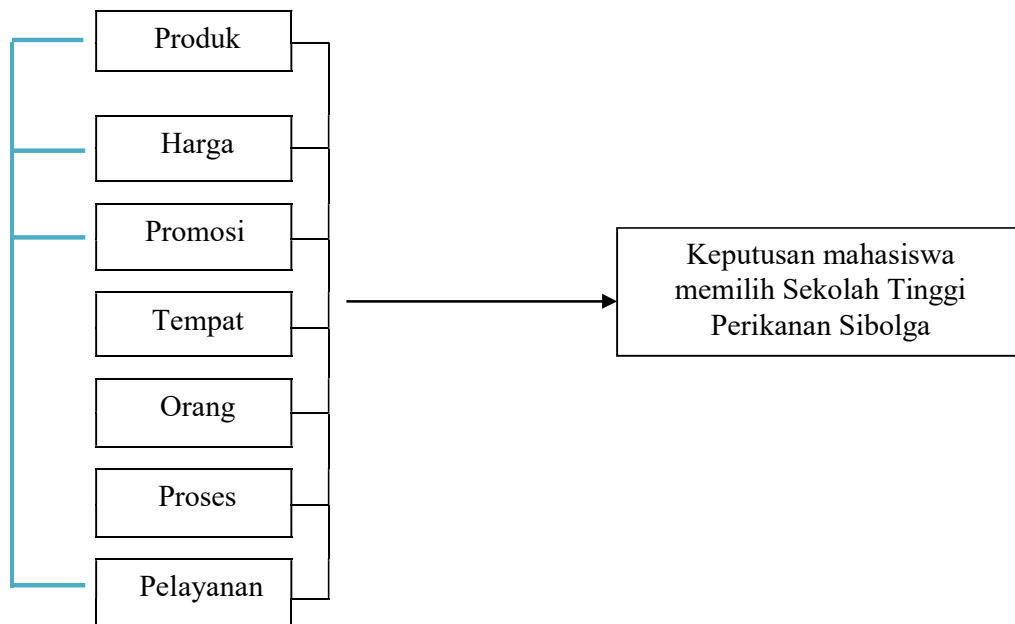 Produk
Harga
Promosi
Tempat
Orang
Proses
Pelayanan
Keputusan mahasiswa
memilih Sekolah Tinggi
Perikanan Sibolga